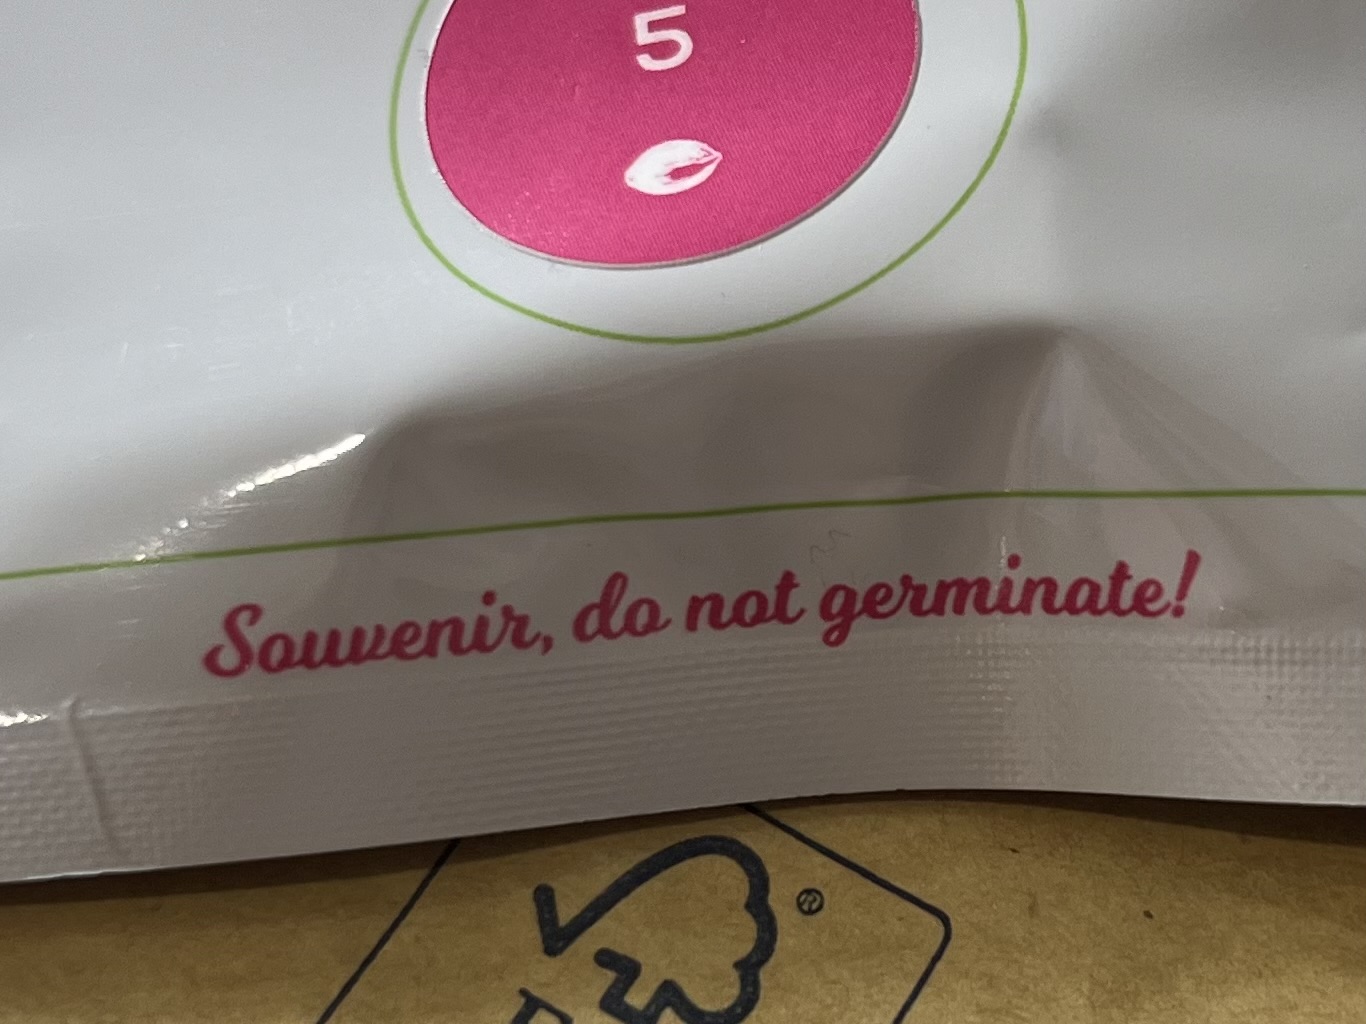 5
Souvenir, do not germinate!
®